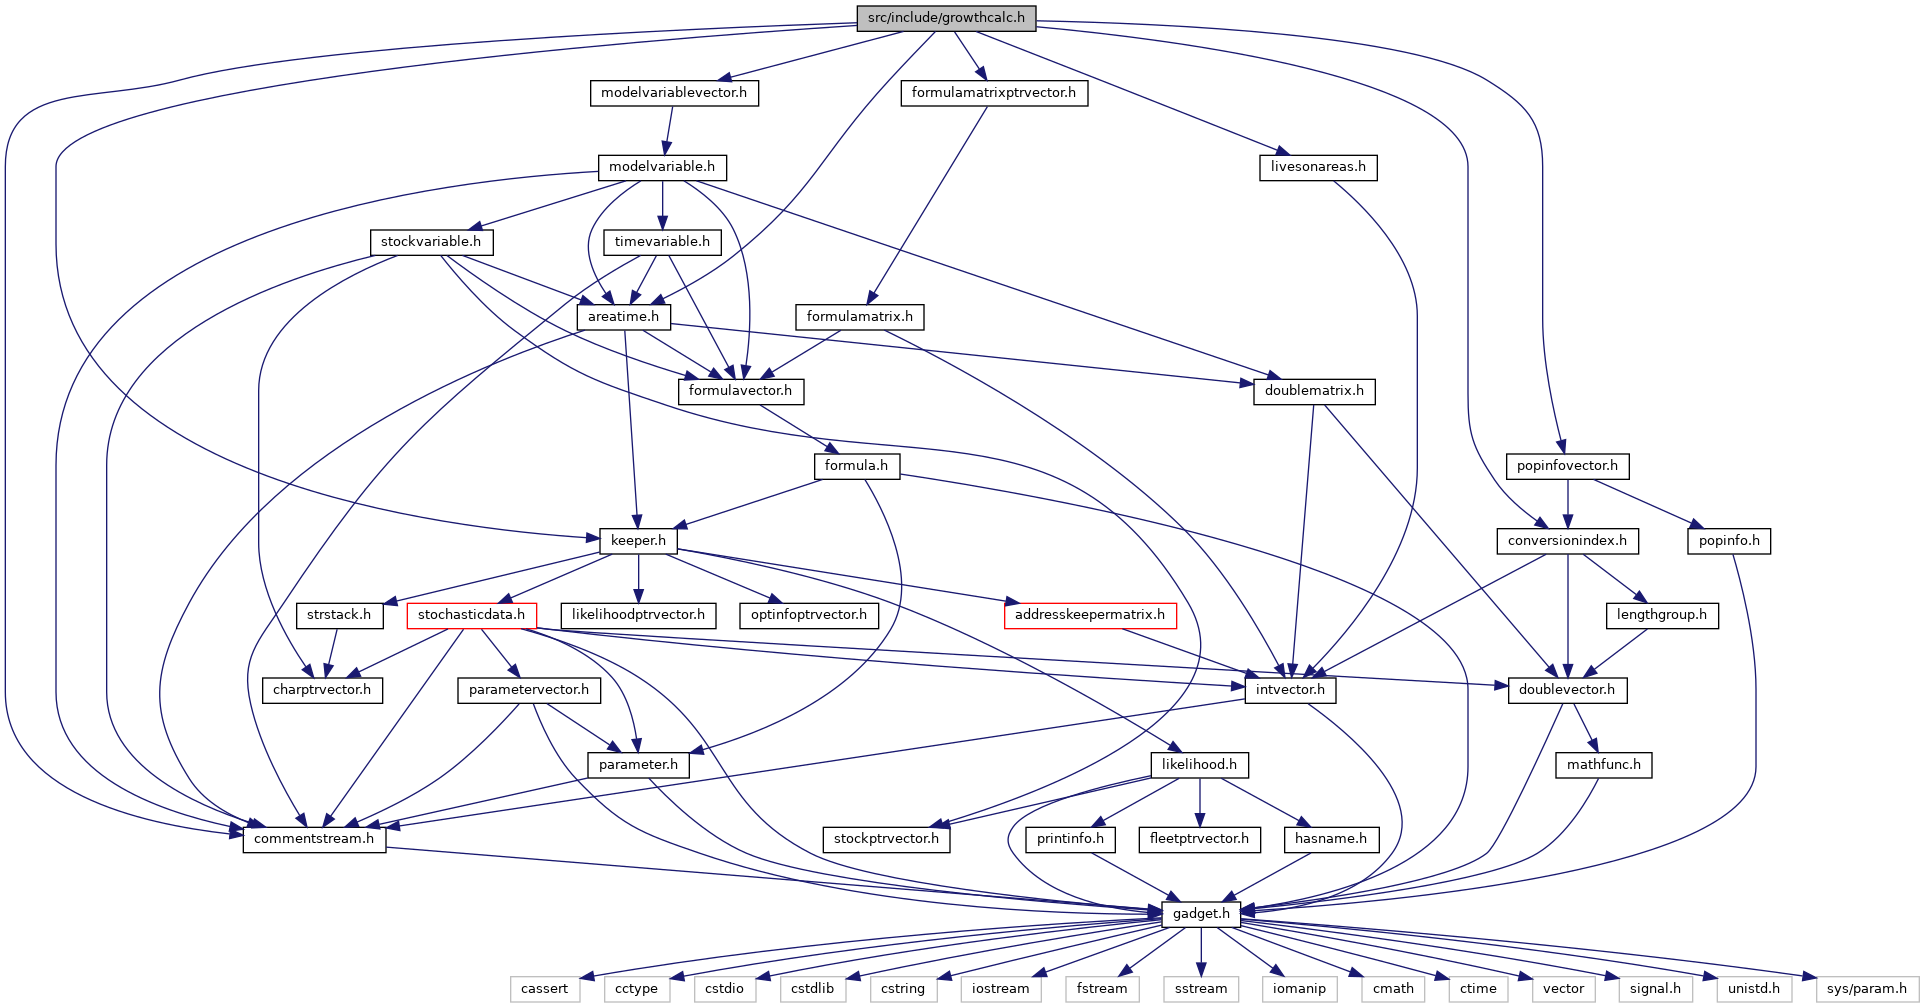 src/include/growthcalc.h
modelvariablevector.h
formulamatrixptrvector.h
modelvariable.h
livesonareas.h
stockvariable.h
timevariable.h
areatime.h
formulamatrix.h
formulavector.h
doublematrix.h
formula.h
popinfovector.h
keeper.h
conversionindex.h
popinfo.h
strstack.h
stochasticdata.h
likelihoodptrvector.h
optinfoptrvector.h
addresskeepermatrix.h
lengthgroup.h
charptrvector.h
parametervector.h
intvector.h
doublevector.h
parameter.h
likelihood.h
mathfunc.h
commentstream.h
stockptrvector.h
printinfo.h
fleetptrvector.h
hasname.h
gadget.h
cassert
cctype
cstdio
cstdlib
cstring
iostream
fstream
sstream
iomanip
cmath
ctime
vector
signal.h
unistd.h
sys/param.h